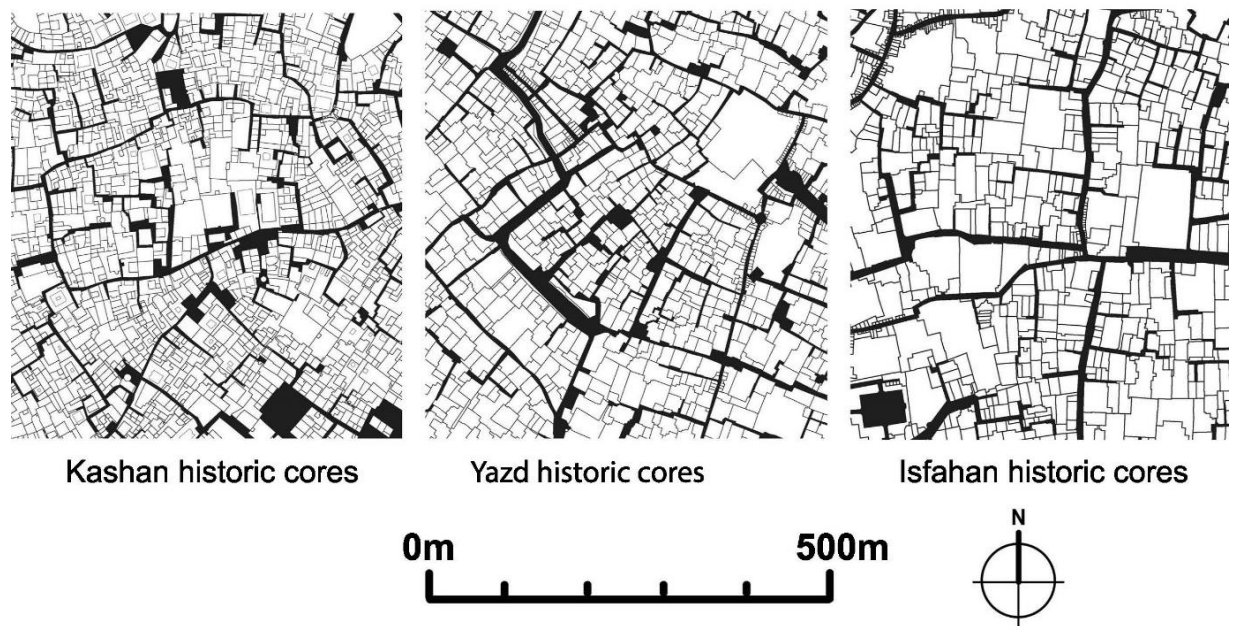 Kashan historic cores
Yazd historic cores
Isfahan historic cores
0m
500m
N